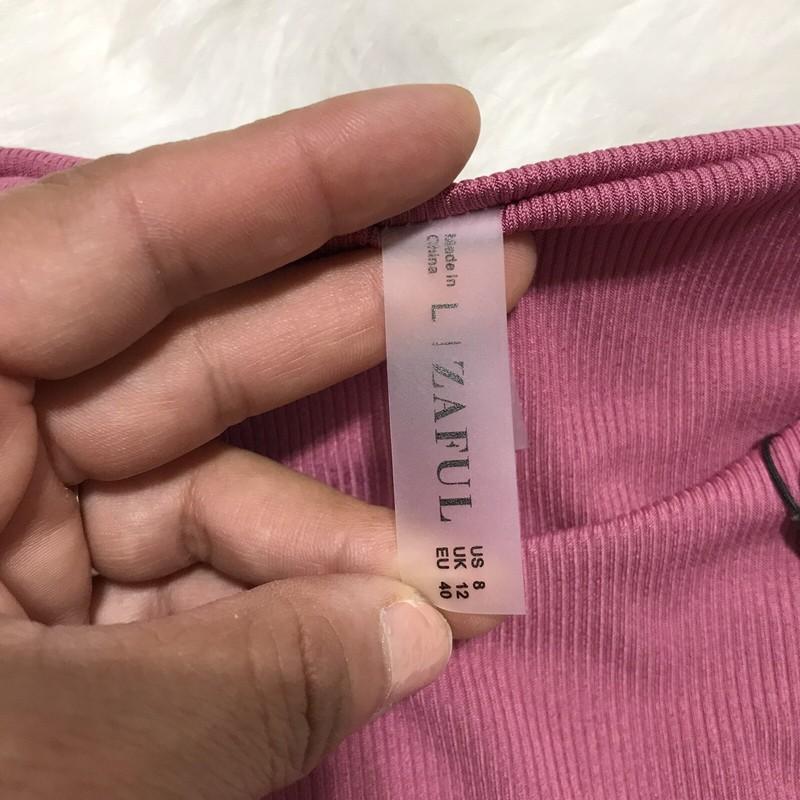 Made in
China
L | ZAFUL
US 8
UK 12
EU 40